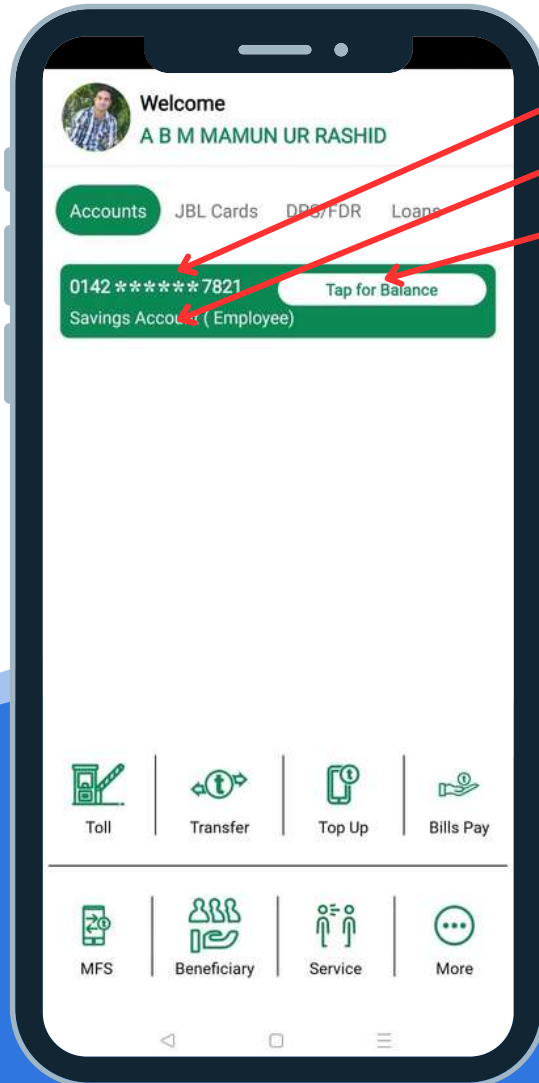 Welcome
A B M MAMUN UR RASHID
Accounts JBL Cards DPS/FDR Loans
0142 ****** 7821 Tap for Balance
Savings Account ( Employee)
Toll Transfer Top Up Bills Pay
MFS Beneficiary Service More